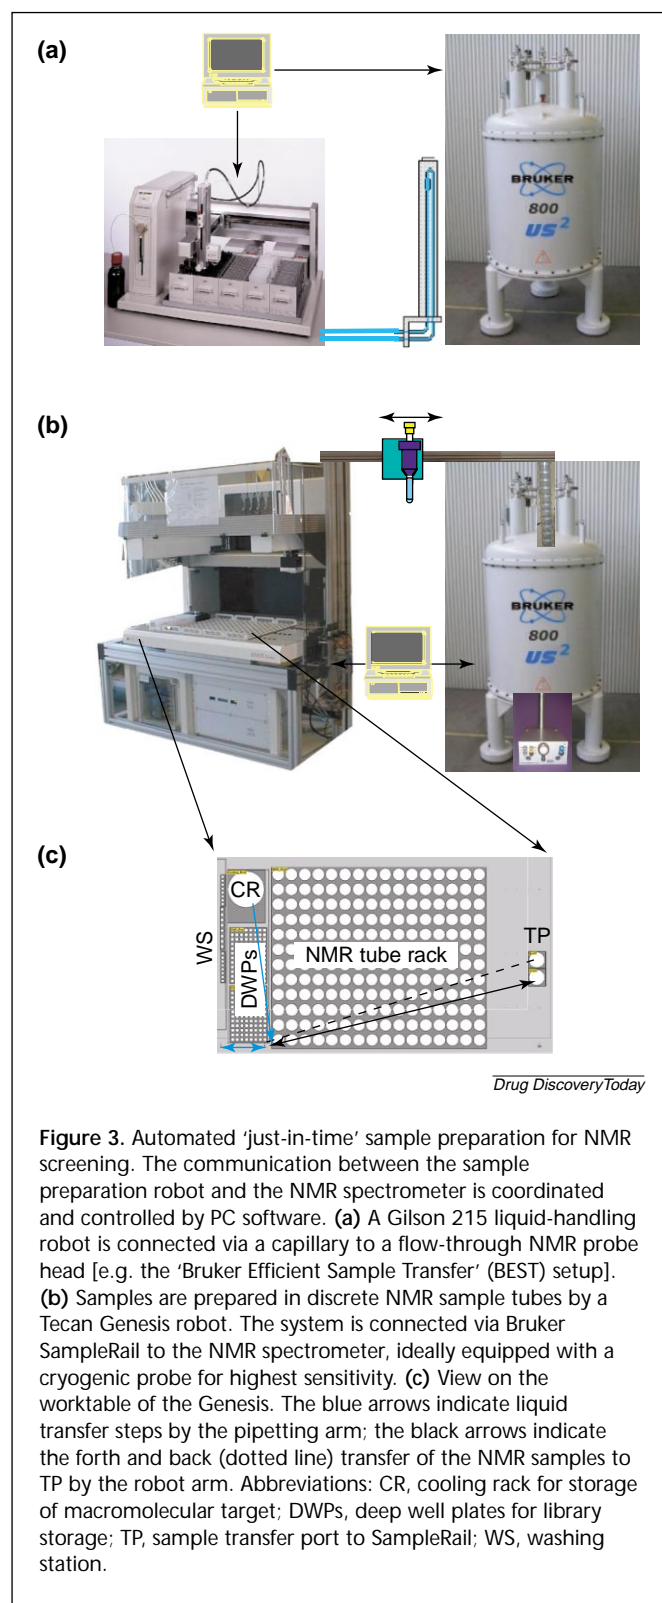 (a)
BRUKER
800
US²
(b)
BRUKER
800
US²
(c)
WS
CR
DWPs
NMR tube rack
TP
Drug DiscoveryToday
Figure 3. Automated ‘just-in-time’ sample preparation for NMR
screening. The communication between the sample
preparation robot and the NMR spectrometer is coordinated
and controlled by PC software. (a) A Gilson 215 liquid-handling
robot is connected via a capillary to a flow-through NMR probe
head [e.g. the ‘Bruker Efficient Sample Transfer’ (BEST) setup].
(b) Samples are prepared in discrete NMR sample tubes by a
Tecan Genesis robot. The system is connected via Bruker
SampleRail to the NMR spectrometer, ideally equipped with a
cryogenic probe for highest sensitivity. (c) View on the
worktable of the Genesis. The blue arrows indicate liquid
transfer steps by the pipetting arm; the black arrows indicate
the forth and back (dotted line) transfer of the NMR samples to
TP by the robot arm. Abbreviations: CR, cooling rack for storage
of macromolecular target; DWPs, deep well plates for library
storage; TP, sample transfer port to SampleRail; WS, washing
station.